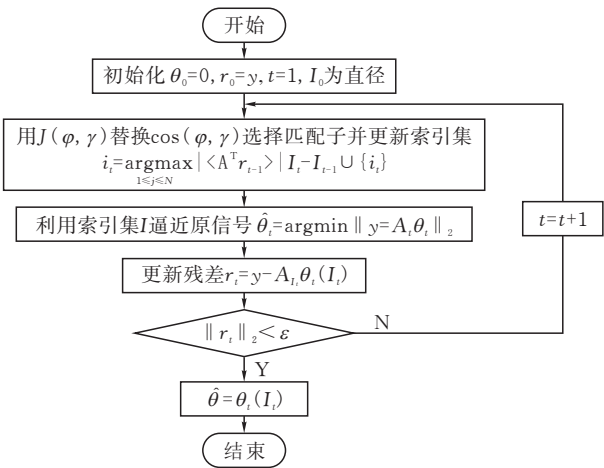 开始
初始化 θ₀=0, r₀=y, t=1, I₀为直径
用J(φ, γ)替换cos(φ, γ)选择匹配子并更新索引集
iₜ=argmax|<Aᵀrₜ₋₁>|Iₜ-Iₜ₋₁∪{iₜ}
1≤j≤N
利用索引集I逼近原信号 θ̂ₜ=argmin‖y=Aₜθₜ‖₂
t=t+1
更新残差rₜ=y-A_{Iₜ}θₜ(Iₜ)
‖rₜ‖₂<ε
N
Y
θ̂=θₜ(Iₜ)
结束